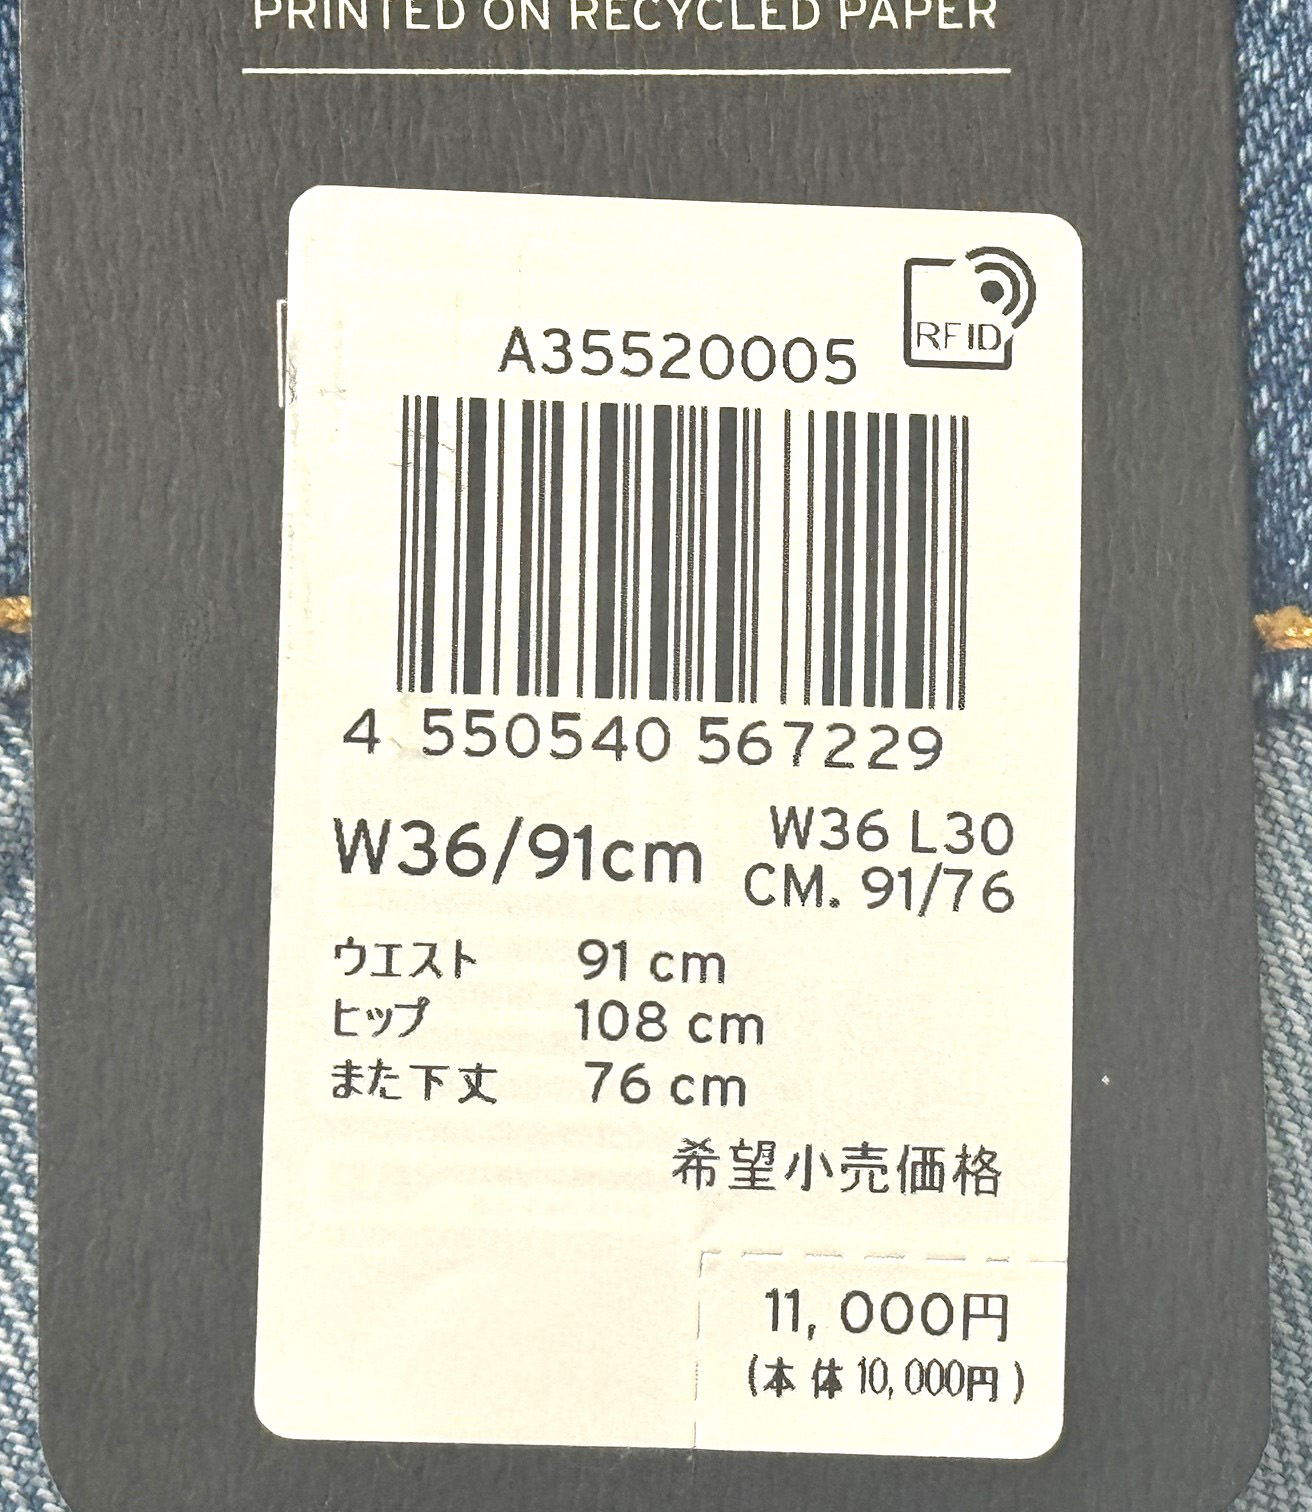 PRINTED ON RECYCLED PAPER
RFID
A35520005
4 550540 567229
W36/91cm
W36 L30
CM. 91/76
ウエスト 91 cm
ヒップ 108 cm
また下丈 76 cm
希望小売価格
11,000円
(本体10,000円)